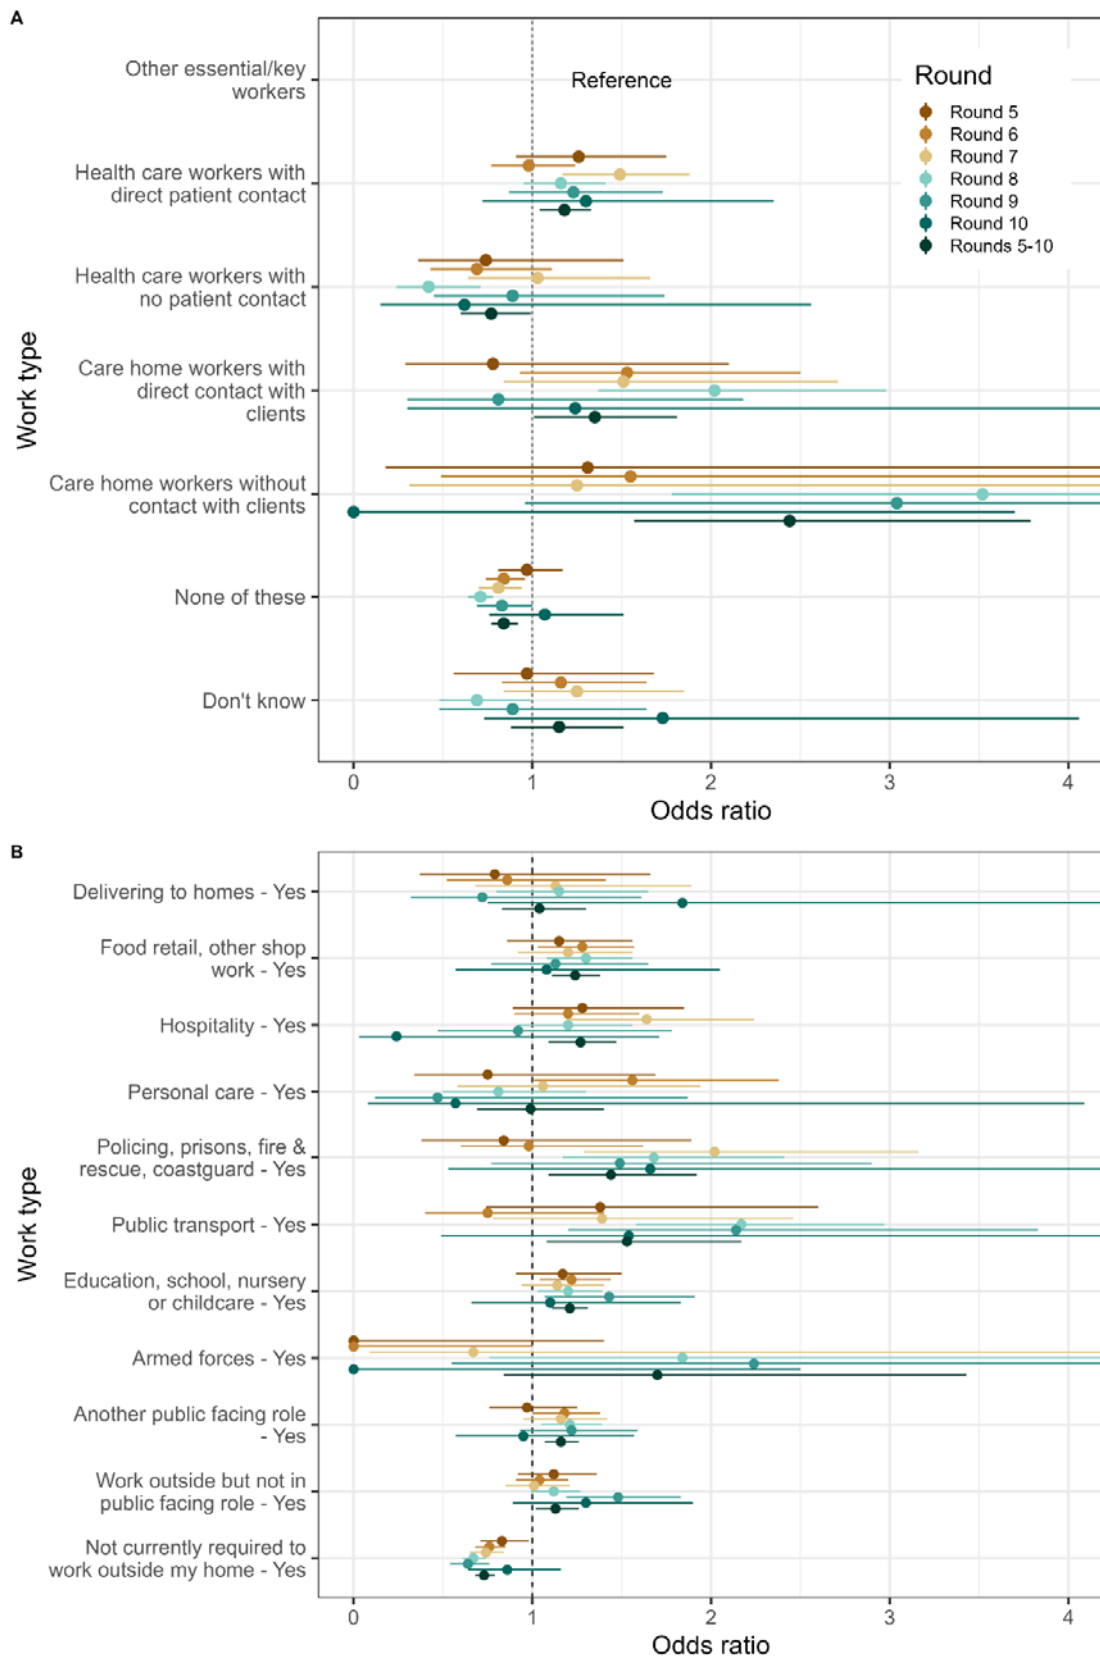 A
Other essential/key
workers
Reference
Round
Round 5
Round 6
Round 7
Round 8
Round 9
Round 10
Rounds 5-10
Health care workers with
direct patient contact
Health care workers with
no patient contact
Care home workers with
direct contact with
clients
Care home workers without
contact with clients
None of these
Don't know
Work type
0 1 2 3 4
Odds ratio
B
Delivering to homes - Yes
Food retail, other shop
work - Yes
Hospitality - Yes
Personal care - Yes
Policing, prisons, fire &
rescue, coastguard - Yes
Public transport - Yes
Education, school, nursery
or childcare - Yes
Armed forces - Yes
Another public facing role
- Yes
Work outside but not in
public facing role - Yes
Not currently required to
work outside my home - Yes
Work type
0 1 2 3 4
Odds ratio